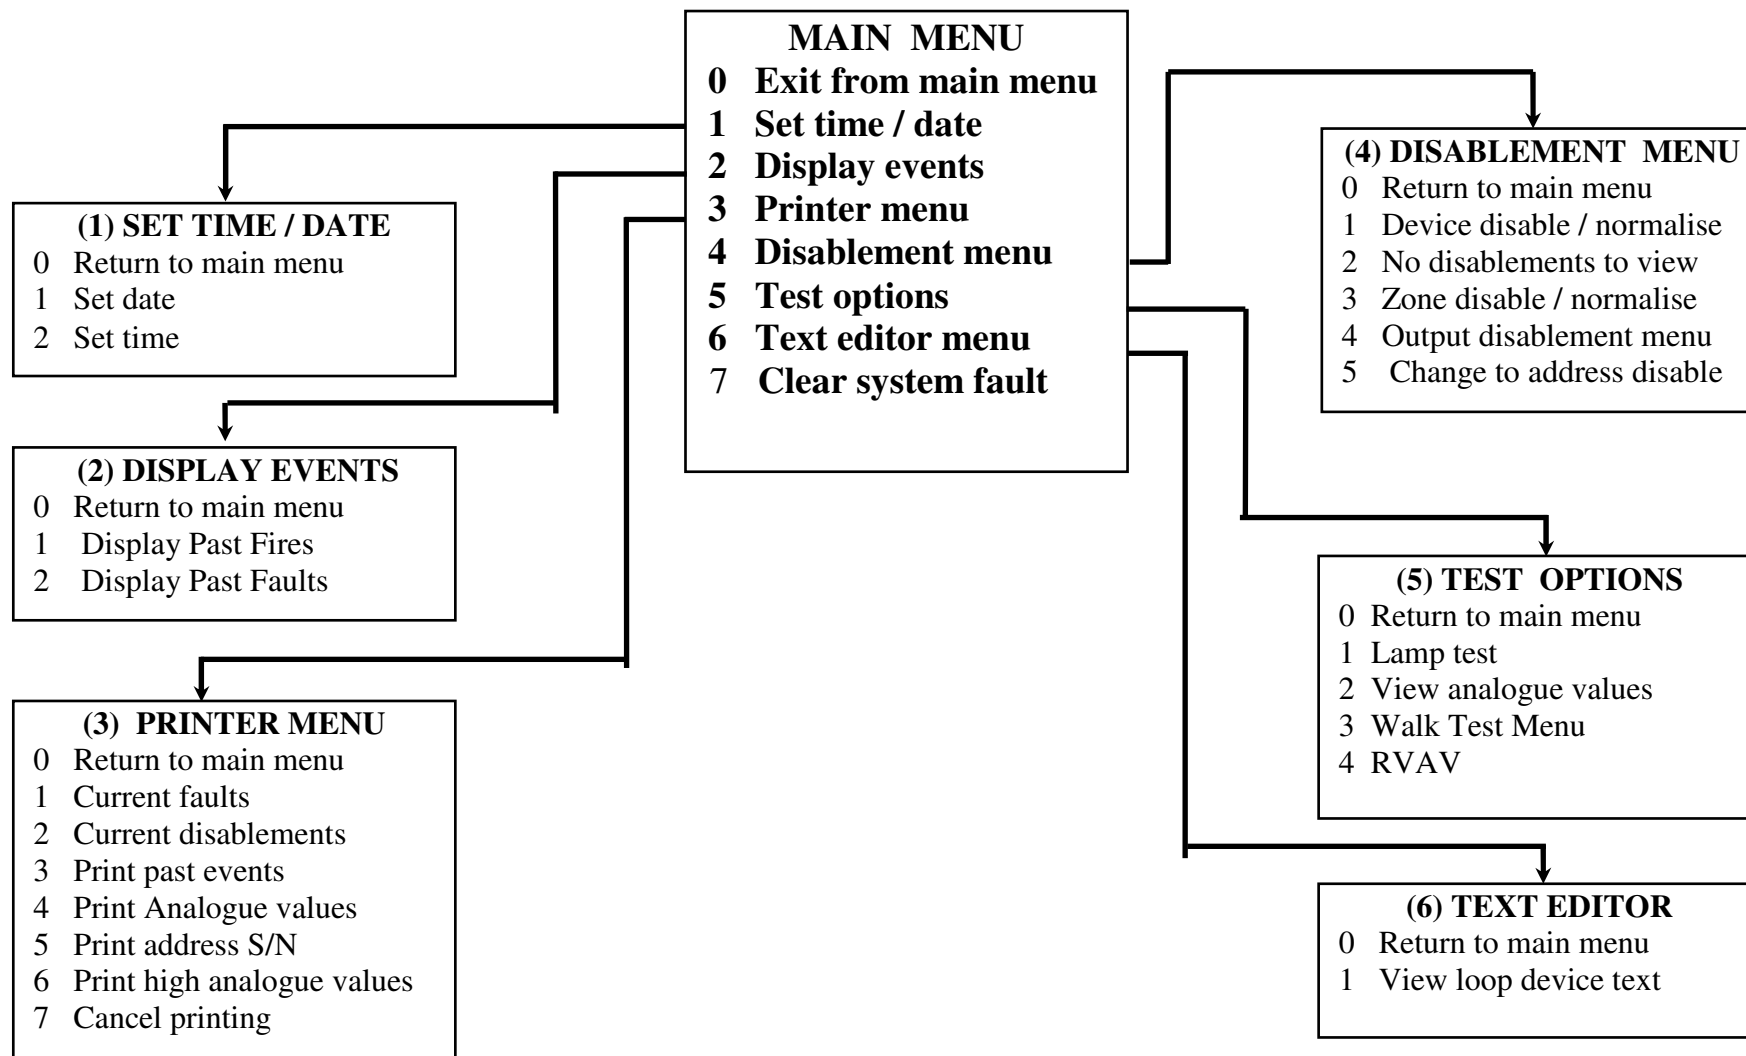 MAIN MENU
0 Exit from main menu
1 Set time / date
2 Display events
3 Printer menu
4 Disablement menu
5 Test options
6 Text editor menu
7 Clear system fault
(1) SET TIME / DATE
0 Return to main menu
1 Set date
2 Set time
(2) DISPLAY EVENTS
0 Return to main menu
1 Display Past Fires
2 Display Past Faults
(3) PRINTER MENU
0 Return to main menu
1 Current faults
2 Current disablements
3 Print past events
4 Print Analogue values
5 Print address S/N
6 Print high analogue values
7 Cancel printing
(4) DISABLEMENT MENU
0 Return to main menu
1 Device disable / normalise
2 No disablements to view
3 Zone disable / normalise
4 Output disablement menu
5 Change to address disable
(5) TEST OPTIONS
0 Return to main menu
1 Lamp test
2 View analogue values
3 Walk Test Menu
4 RVAV
(6) TEXT EDITOR
0 Return to main menu
1 View loop device text